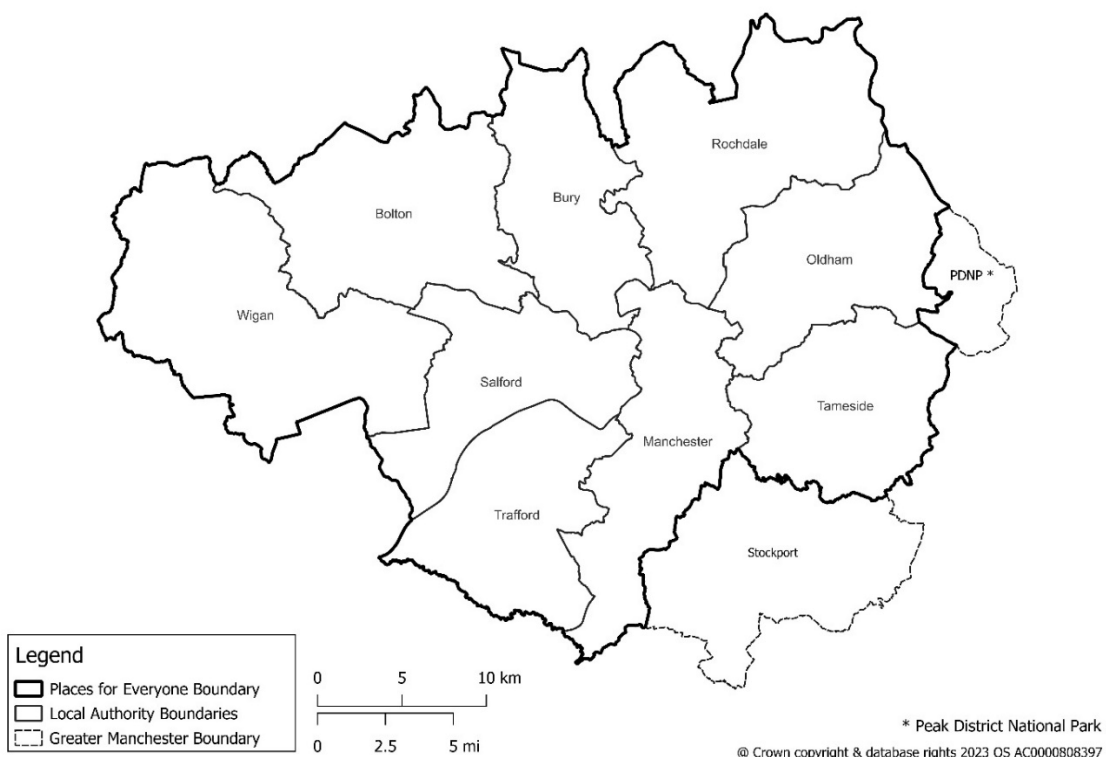 Rochdale
Bury
Bolton
Oldham
PDNP *
Wigan
Salford
Tameside
Manchester
Trafford
Stockport
Legend
Places for Everyone Boundary
Local Authority Boundaries
Greater Manchester Boundary
0 5 10 km
0 2.5 5 mi
* Peak District National Park
@ Crown copyright & database rights 2023 OS AC0000808397